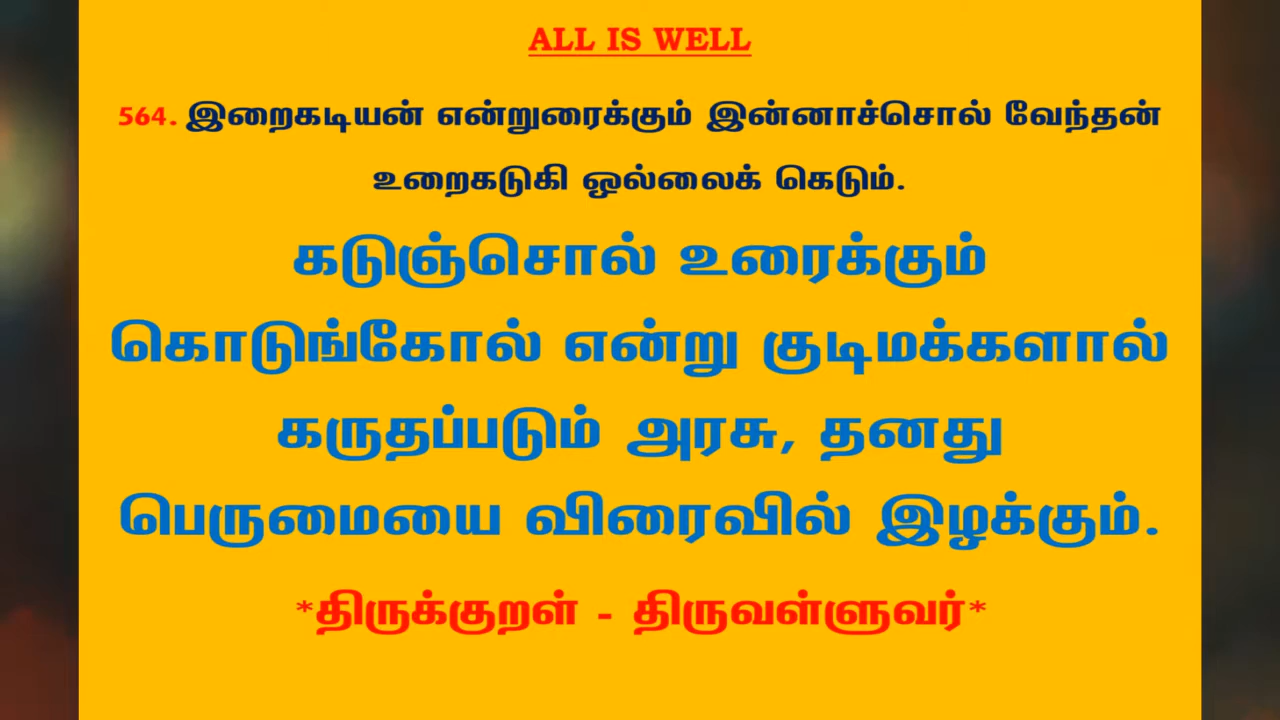 ALL IS WELL
564. இறைகடியன் என்றுரைக்கும் இன்னாச்சொல் வேந்தன்
உறைகடுகி ஒல்லைக் கெடும்.
கடுஞ்சொல் உரைக்கும்
கொடுங்கோல் என்று குடிமக்களால்
கருதப்படும் அரசு, தனது
பெருமையை விரைவில் இழக்கும்.
*திருக்குறள் - திருவள்ளுவர்*